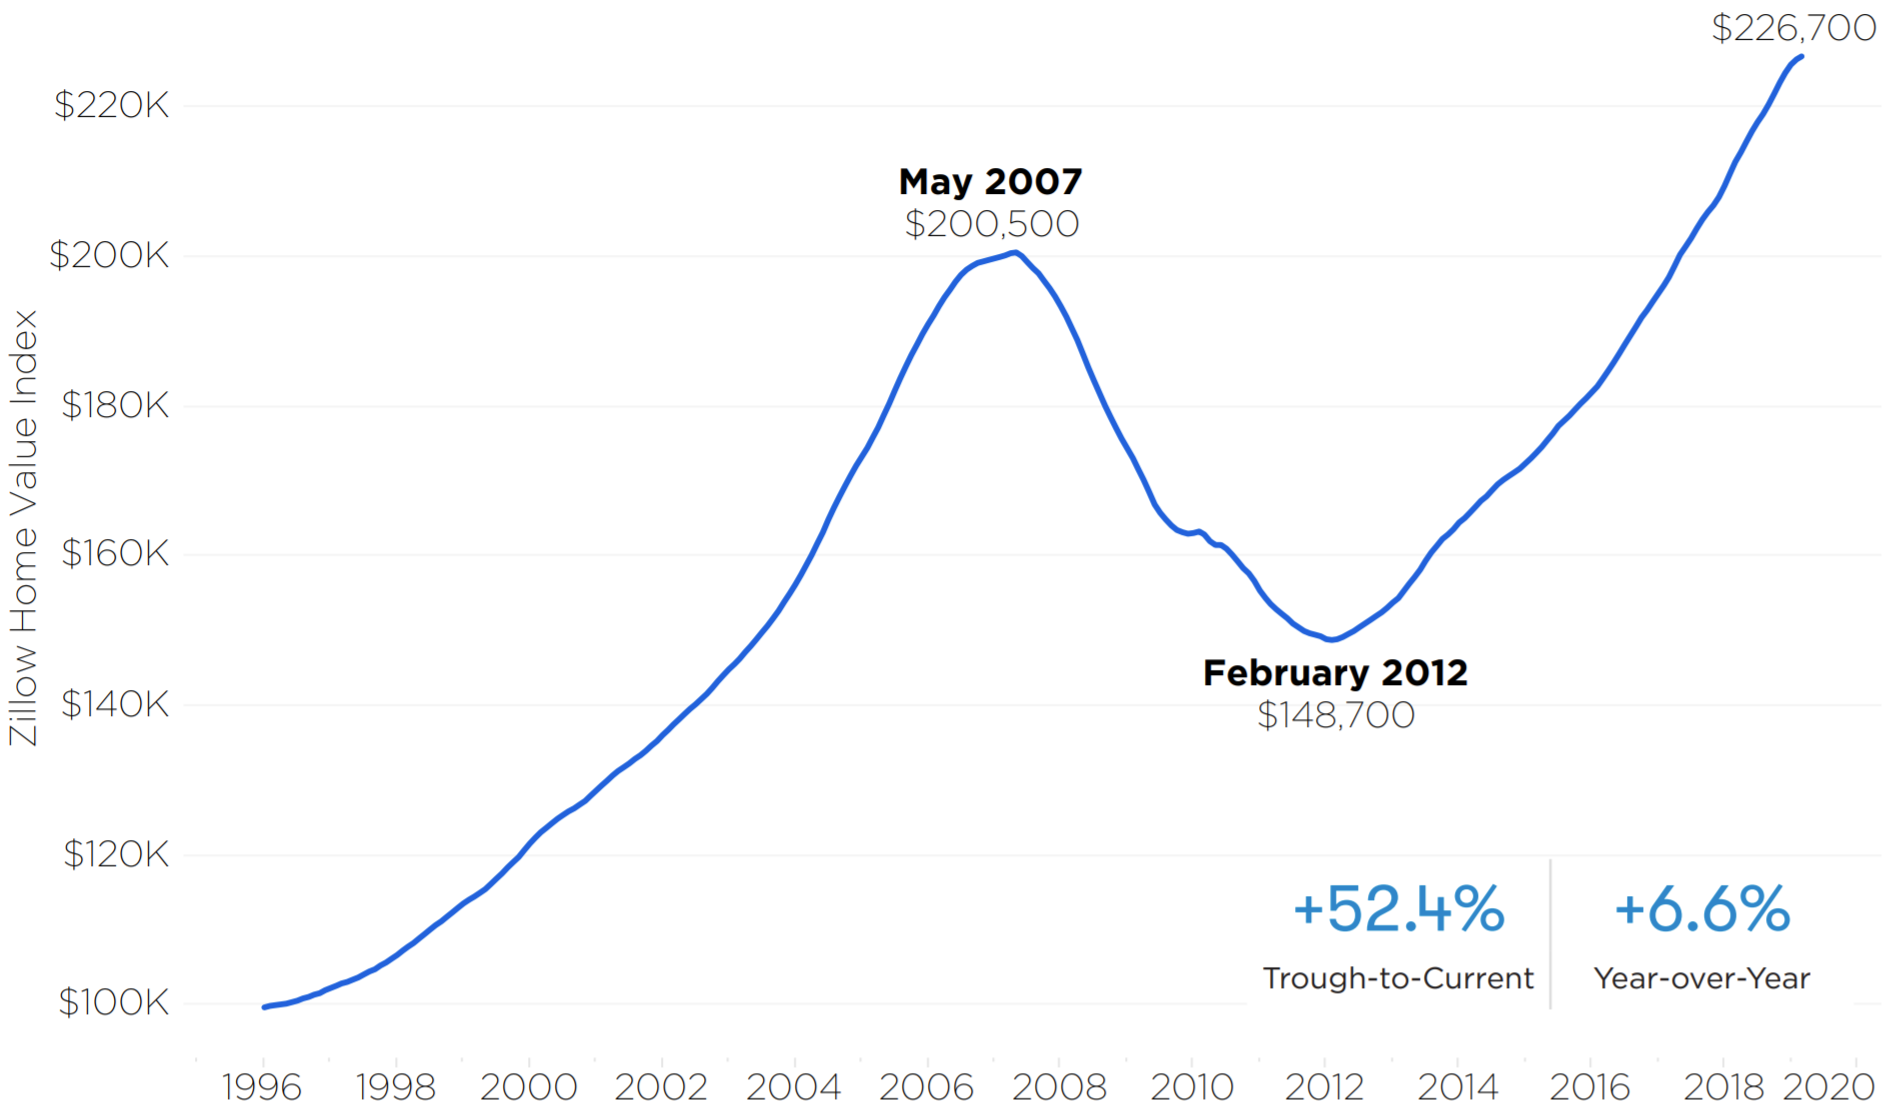 $226,700
$220K
May 2007
$200,500
$200K
$180K
Zillow Home Value Index
$160K
February 2012
$148,700
$140K
$120K
+52.4%
Trough-to-Current
+6.6%
Year-over-Year
$100K
1996 1998 2000 2002 2004 2006 2008 2010 2012 2014 2016 2018 2020